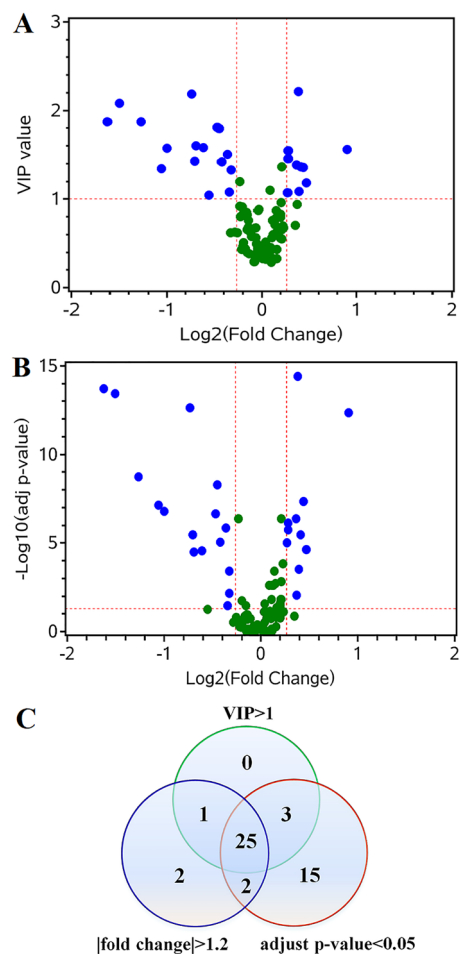 A
3
2
1
0
VIP value
-2
-1
0
1
2
Log2(Fold Change)
B
15
10
5
0
-Log10(adj p-value)
-2
-1
0
1
2
Log2(Fold Change)
C
VIP>1
0
1
3
25
2
2
15
|fold change|>1.2
adjust p-value<0.05